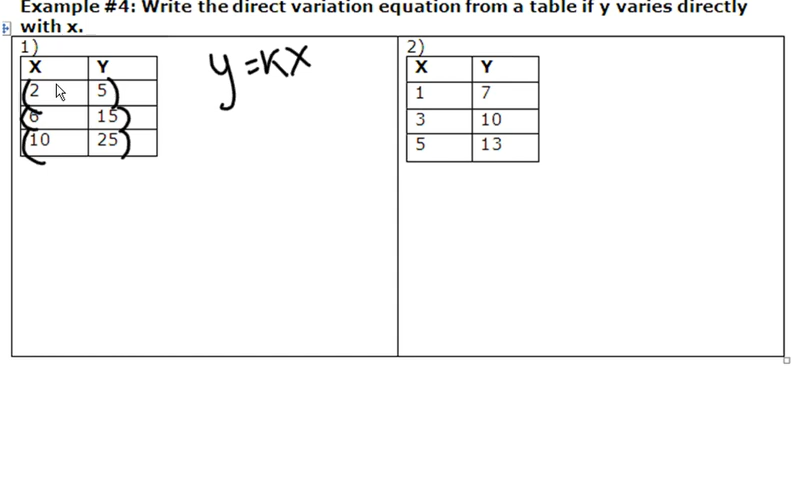 Example #4: Write the direct variation equation from a table if y varies directly
with x.
1)
X Y
2 5
6 15
10 25
y=kx
2)
X Y
1 7
3 10
5 13